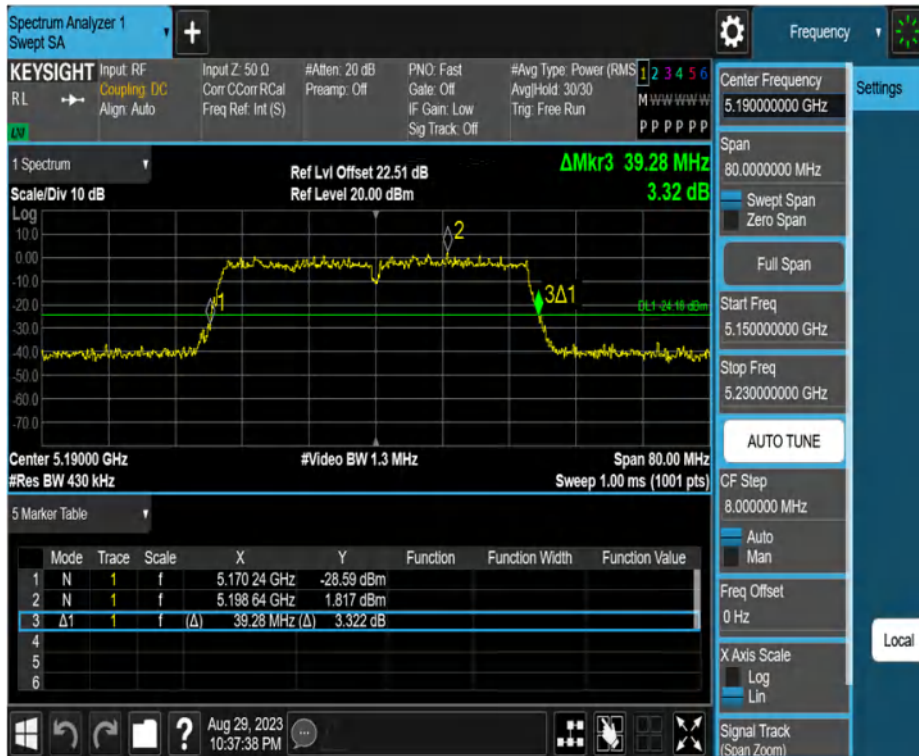 Spectrum Analyzer 1
Swept SA
+
Frequency
KEYSIGHT
RL
Input: RF
Coupling: DC
Align: Auto
Input Z: 50 Ω
Corr CCorr RCal
Freq Ref: Int (S)
#Atten: 20 dB
Preamp: Off
PNO: Fast
Gate: Off
IF Gain: Low
Sig Track: Off
#Avg Type: Power (RMS
Avg|Hold: 30/30
Trig: Free Run
1 2 3 4 5 6
M W W W W W
P P P P P P
1 Spectrum
Scale/Div 10 dB
Ref Lvl Offset 22.51 dB
Ref Level 20.00 dBm
ΔMkr3 39.28 MHz
3.32 dB
Log
10.0
0.00
-10.0
-20.0
-30.0
-40.0
-50.0
-60.0
-70.0
1
2
3Δ1
DL1 -24.18 dBm
Center 5.19000 GHz
#Res BW 430 kHz
#Video BW 1.3 MHz
Span 80.00 MHz
Sweep 1.00 ms (1001 pts)
5 Marker Table
Mode Trace Scale X Y Function Function Width Function Value
1 N 1 f 5.170 24 GHz -28.59 dBm
2 N 1 f 5.198 64 GHz 1.817 dBm
3 Δ1 1 f (Δ) 39.28 MHz (Δ) 3.322 dB
4
5
6
?
Aug 29, 2023
10:37:38 PM
Center Frequency
5.190000000 GHz
Span
80.0000000 MHz
Swept Span
Zero Span
Full Span
Start Freq
5.150000000 GHz
Stop Freq
5.230000000 GHz
AUTO TUNE
CF Step
8.000000 MHz
Auto
Man
Freq Offset
0 Hz
X Axis Scale
Log
Lin
Signal Track
(Span Zoom)
Settings
Local